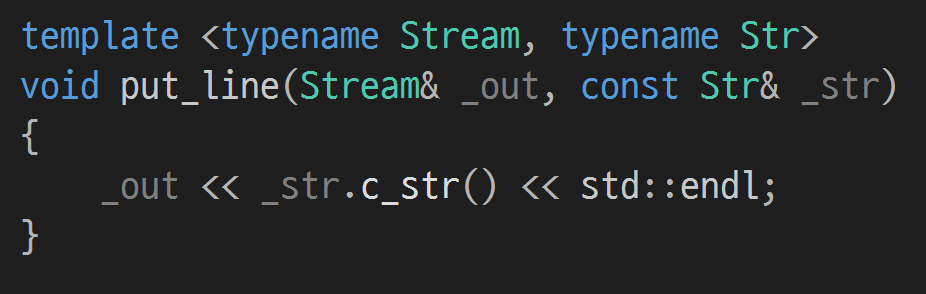 template <typename Stream, typename Str>
void put_line(Stream& _out, const Str& _str)
{
    _out << _str.c_str() << std::endl;
}